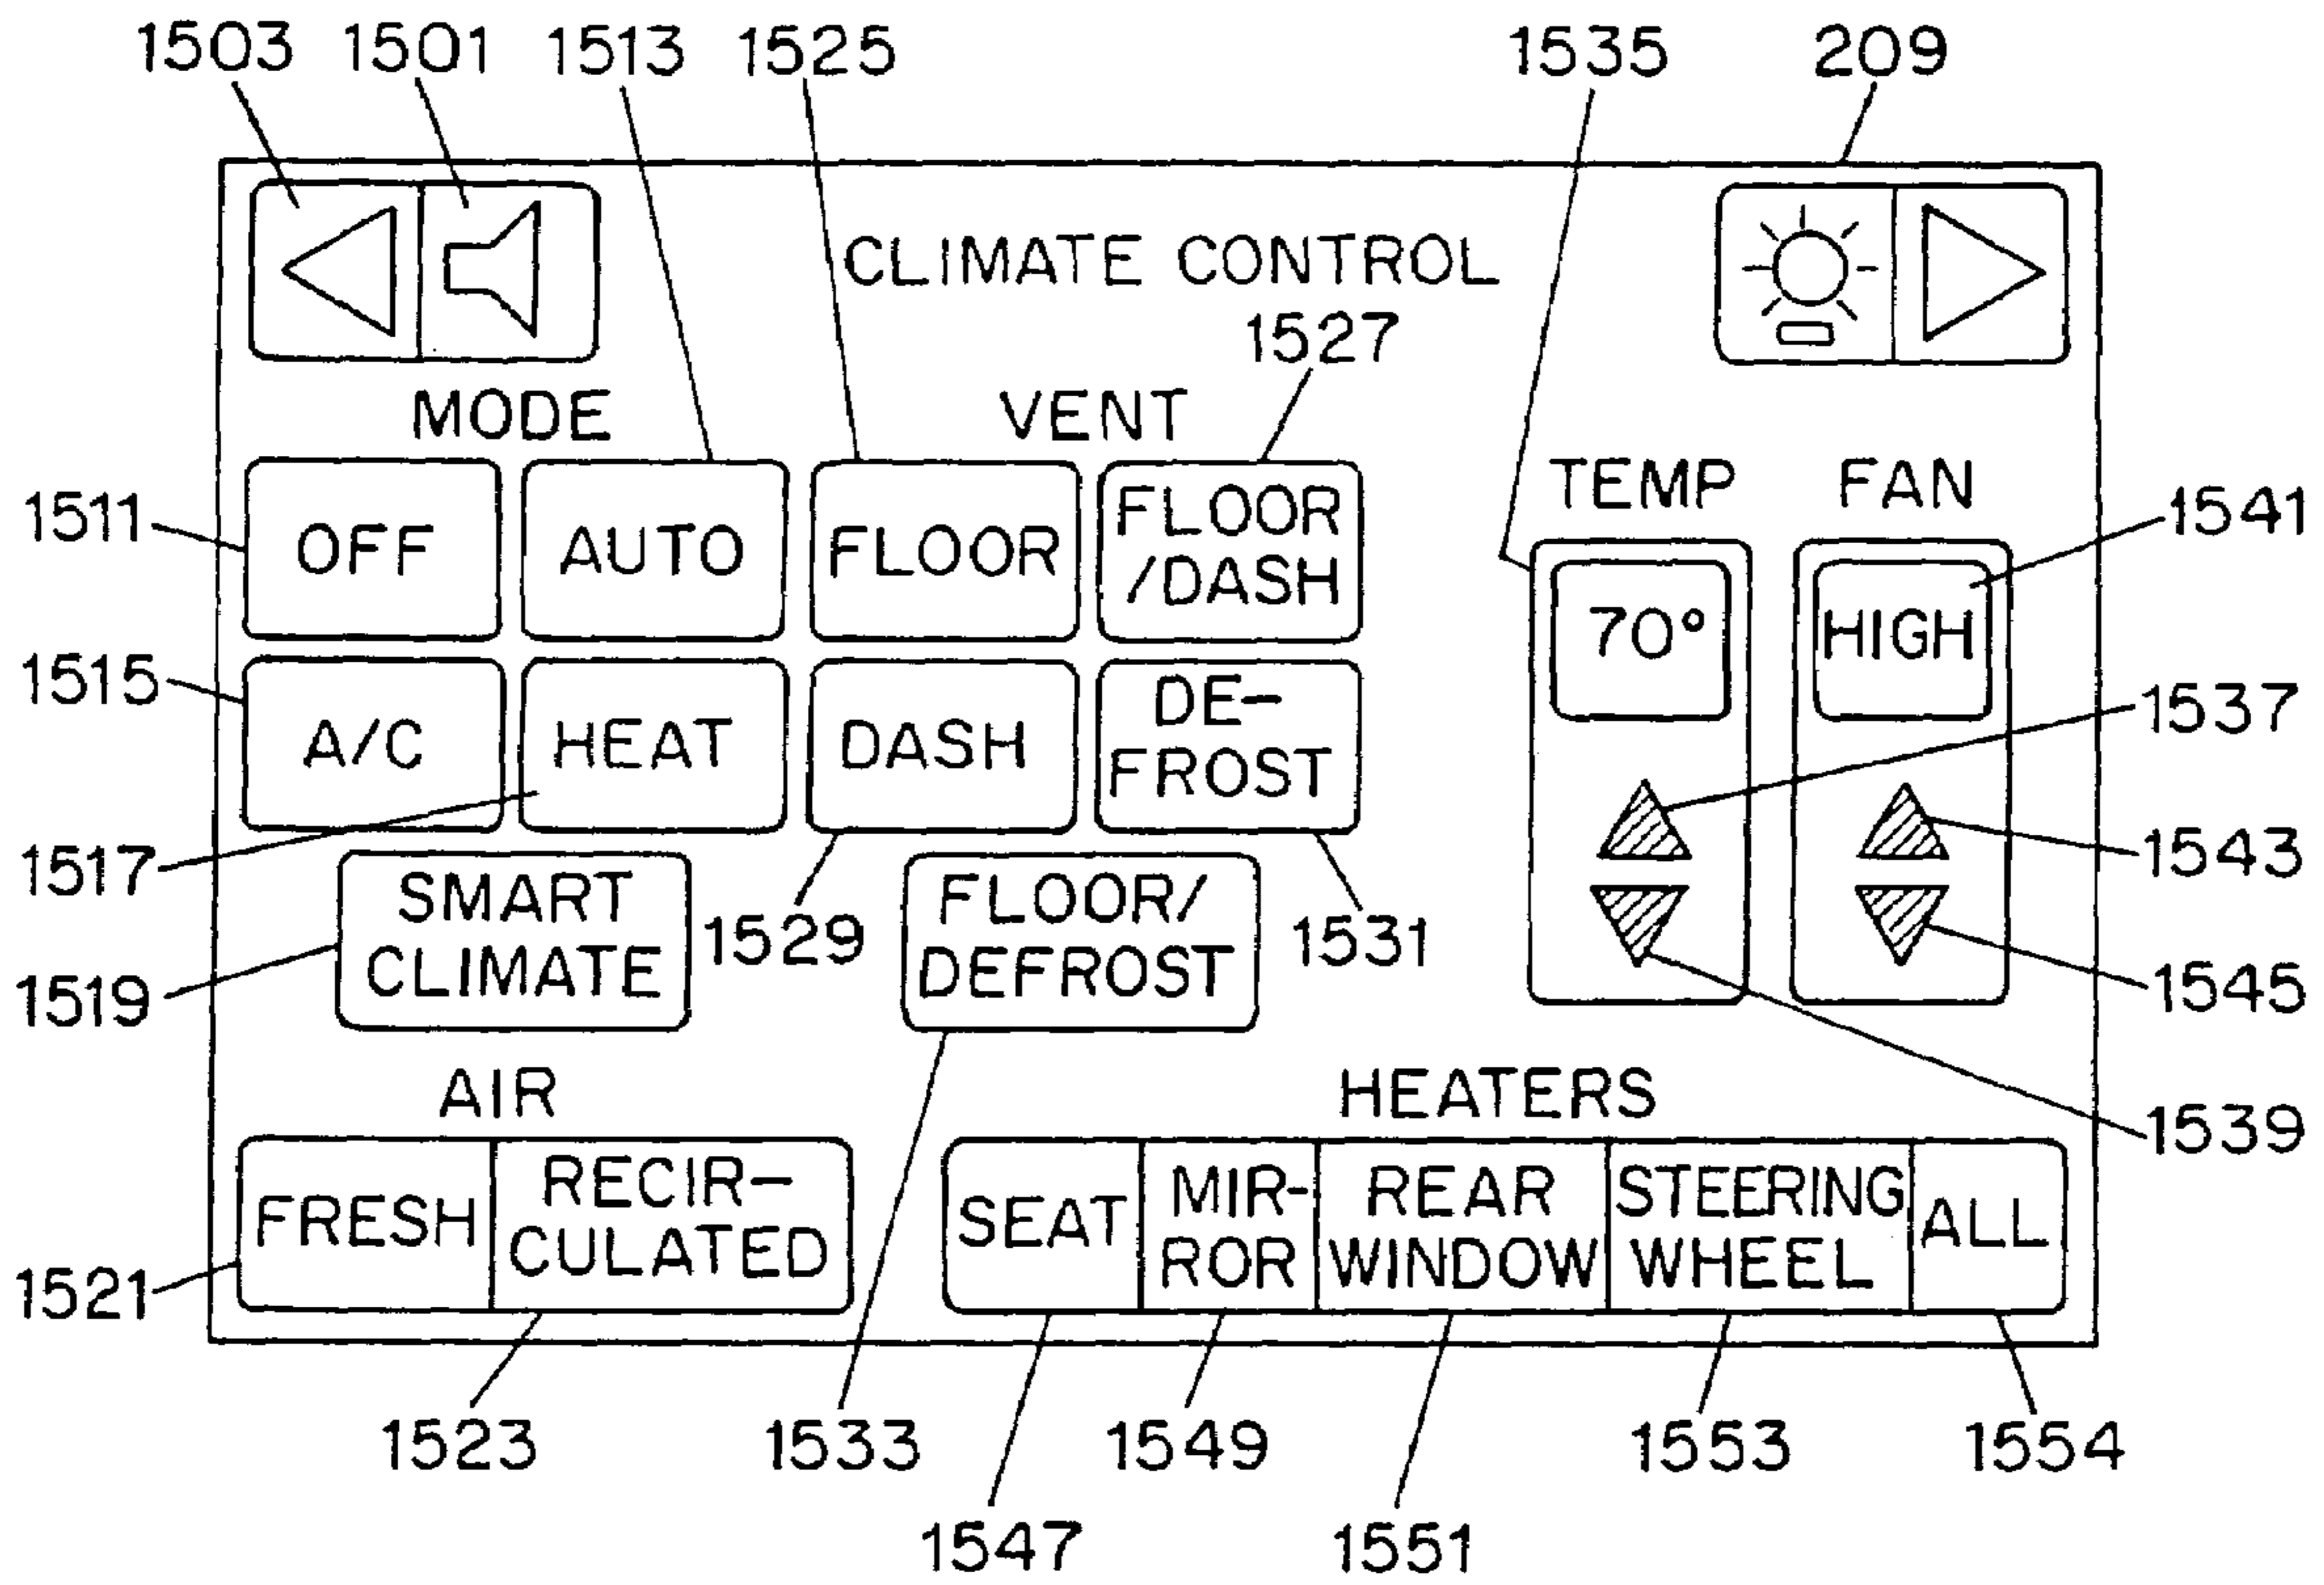 1503 1501 1513 1525 1535 209
CLIMATE CONTROL
1527
MODE VENT
TEMP FAN
1511 OFF AUTO FLOOR FLOOR
/DASH
70° HIGH 1541
1515 A/C HEAT DASH DE-
FROST
1537
1517 SMART
CLIMATE
1529 FLOOR/
DEFROST
1531 1543
1519 1545
AIR HEATERS
1539
FRESH RECIR-
CULATED
SEAT MIR-
ROR
REAR
WINDOW
STEERING
WHEEL
ALL
1521
1523 1533 1549 1553 1554
1547 1551